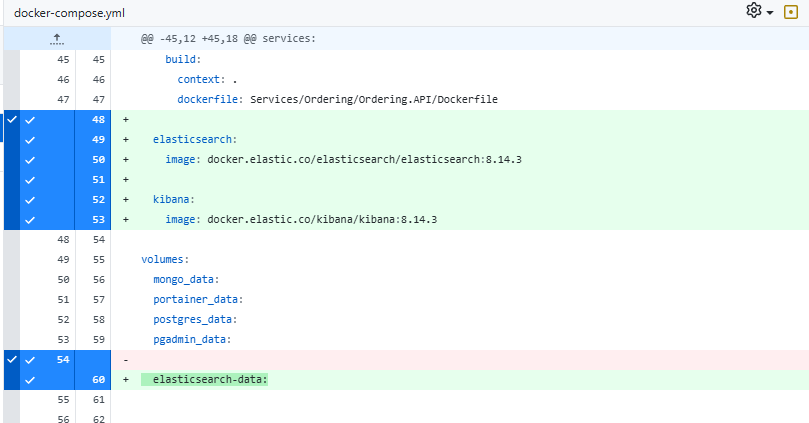 docker-compose.yml
@@ -45,12 +45,18 @@ services:
45 45 build:
46 46 context: .
47 47 dockerfile: Services/Ordering/Ordering.API/Dockerfile
48 +
49 + elasticsearch:
50 + image: docker.elastic.co/elasticsearch/elasticsearch:8.14.3
51 +
52 + kibana:
53 + image: docker.elastic.co/kibana/kibana:8.14.3
48 54
49 55 volumes:
50 56 mongo_data:
51 57 portainer_data:
52 58 postgres_data:
53 59 pgadmin_data:
54 -
60 + elasticsearch-data:
55 61
56 62